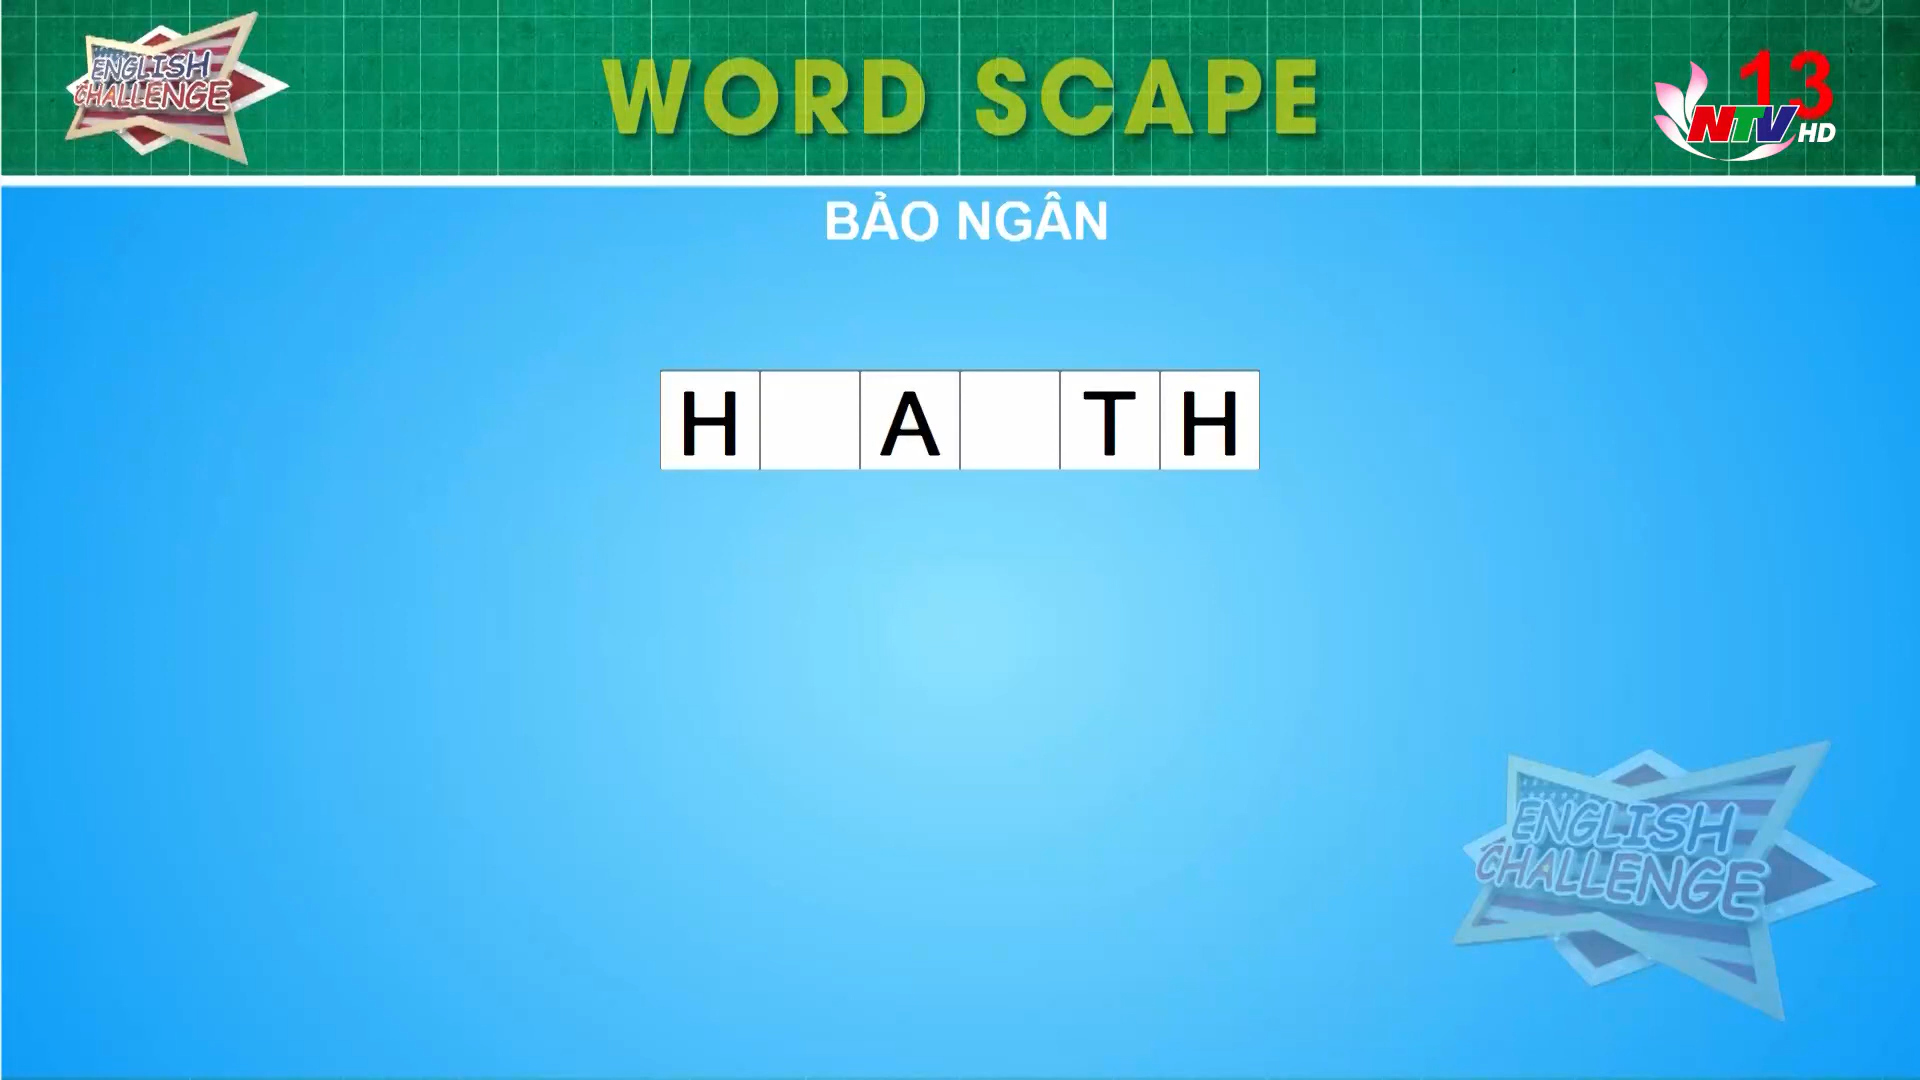 ENGLISH
CHALLENGE
WORD SCAPE
13
NTV HD
BẢO NGÂN
H A T H
ENGLISH
CHALLENGE